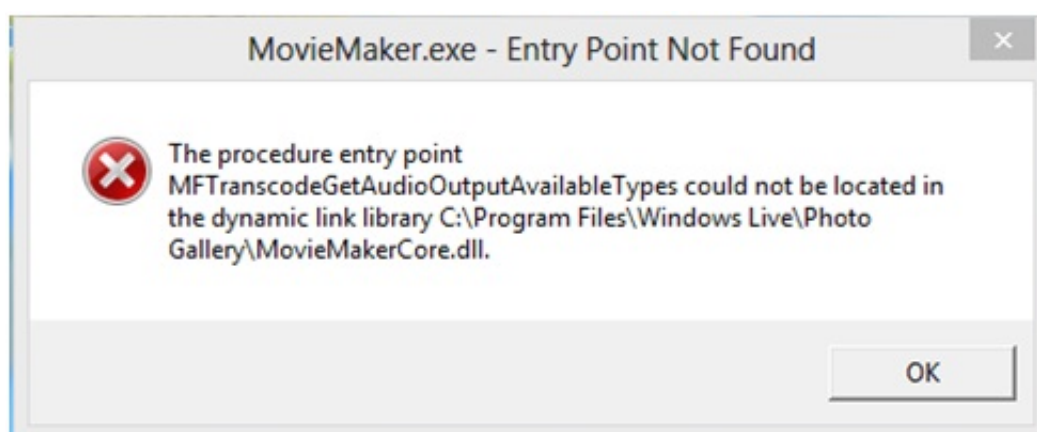 MovieMaker.exe - Entry Point Not Found
The procedure entry point
MFTranscodeGetAudioOutputAvailableTypes could not be located in
the dynamic link library C:\Program Files\Windows Live\Photo
Gallery\MovieMakerCore.dll.
OK